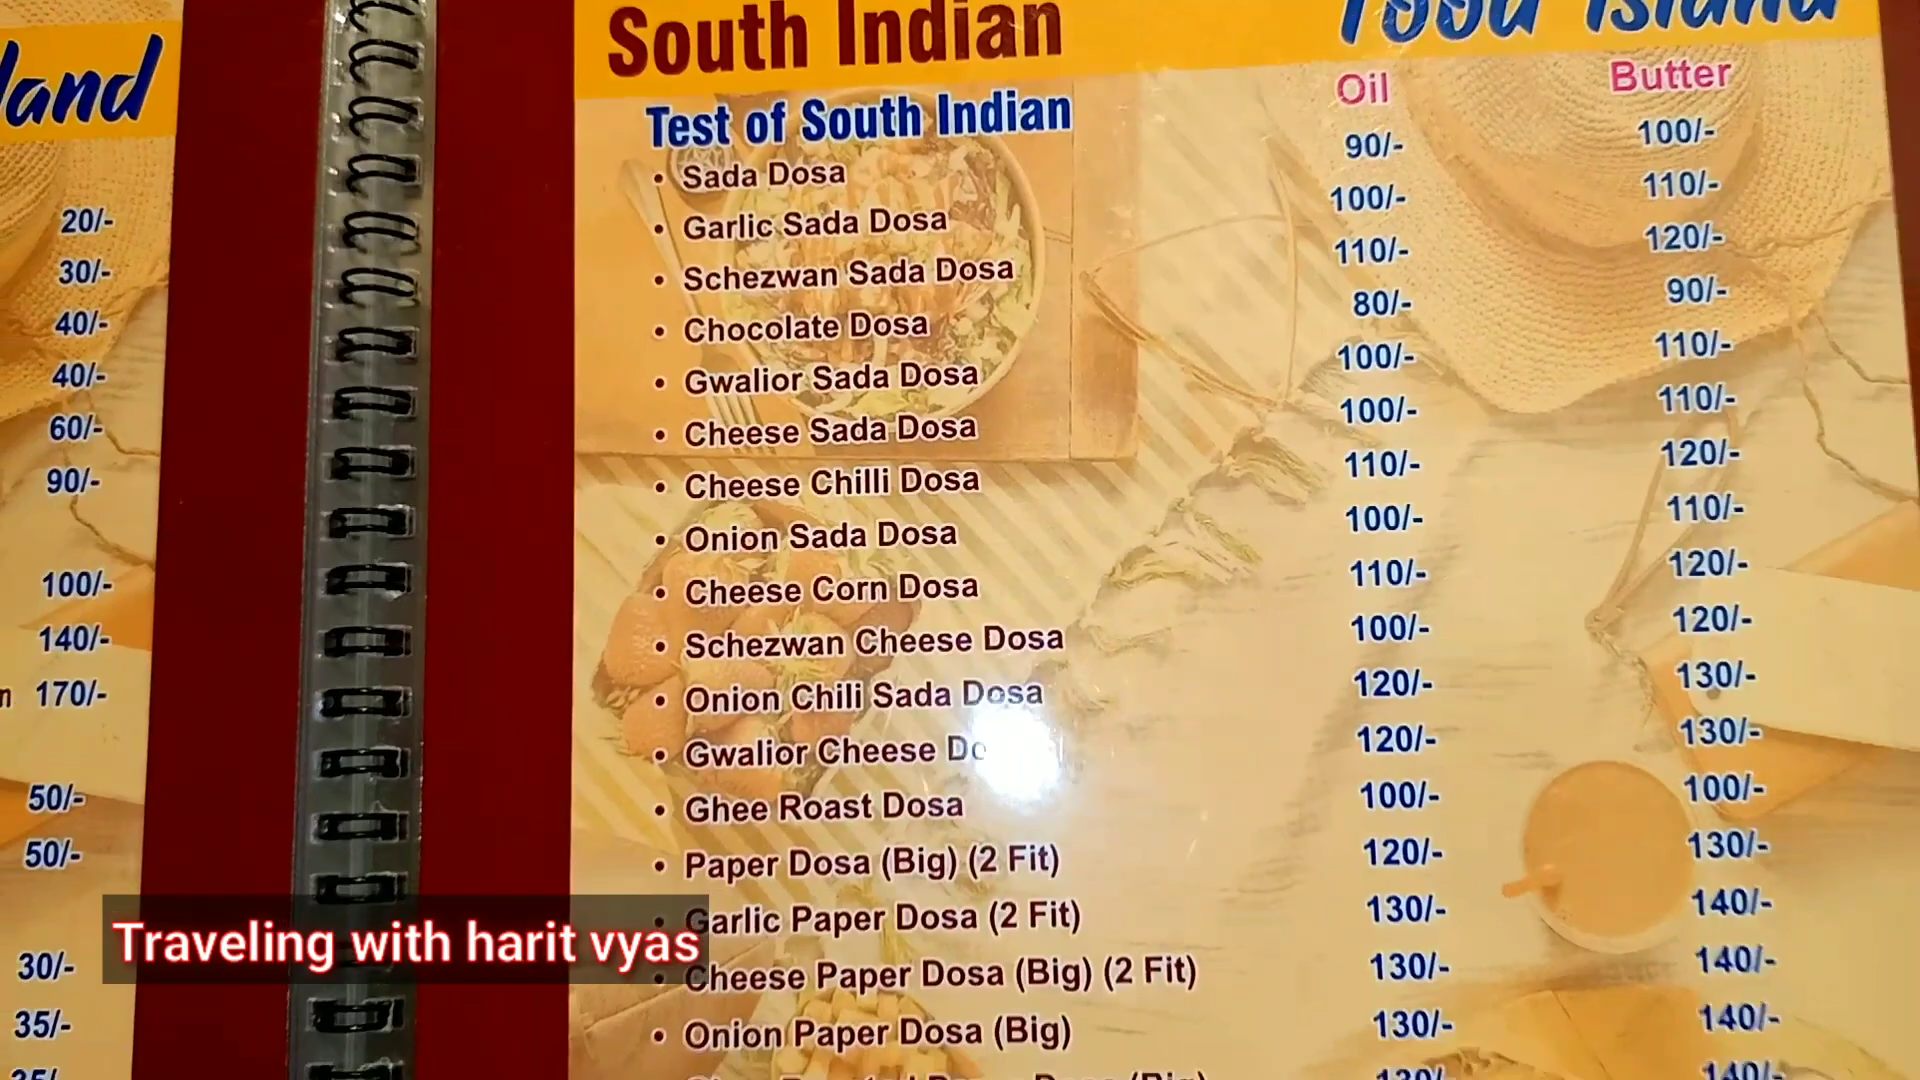 land
20/-
30/-
40/-
40/-
60/-
90/-
100/-
140/-
170/-
50/-
50/-
30/-
35/-
South Indian Food Island
Test of South Indian Oil Butter
• Sada Dosa 90/- 100/-
• Garlic Sada Dosa 100/- 110/-
• Schezwan Sada Dosa 110/- 120/-
• Chocolate Dosa 80/- 90/-
• Gwalior Sada Dosa 100/- 110/-
• Cheese Sada Dosa 100/- 110/-
• Cheese Chilli Dosa 110/- 120/-
• Onion Sada Dosa 100/- 110/-
• Cheese Corn Dosa 110/- 120/-
• Schezwan Cheese Dosa 100/- 120/-
• Onion Chili Sada Dosa 120/- 130/-
• Gwalior Cheese 120/- 130/-
• Ghee Roast Dosa 100/- 100/-
• Paper Dosa (Big) (2 Fit) 120/- 130/-
• Garlic Paper Dosa (2 Fit) 130/- 140/-
• Cheese Paper Dosa (Big) (2 Fit) 130/- 140/-
• Onion Paper Dosa (Big) 130/- 140/-
Traveling with harit vyas